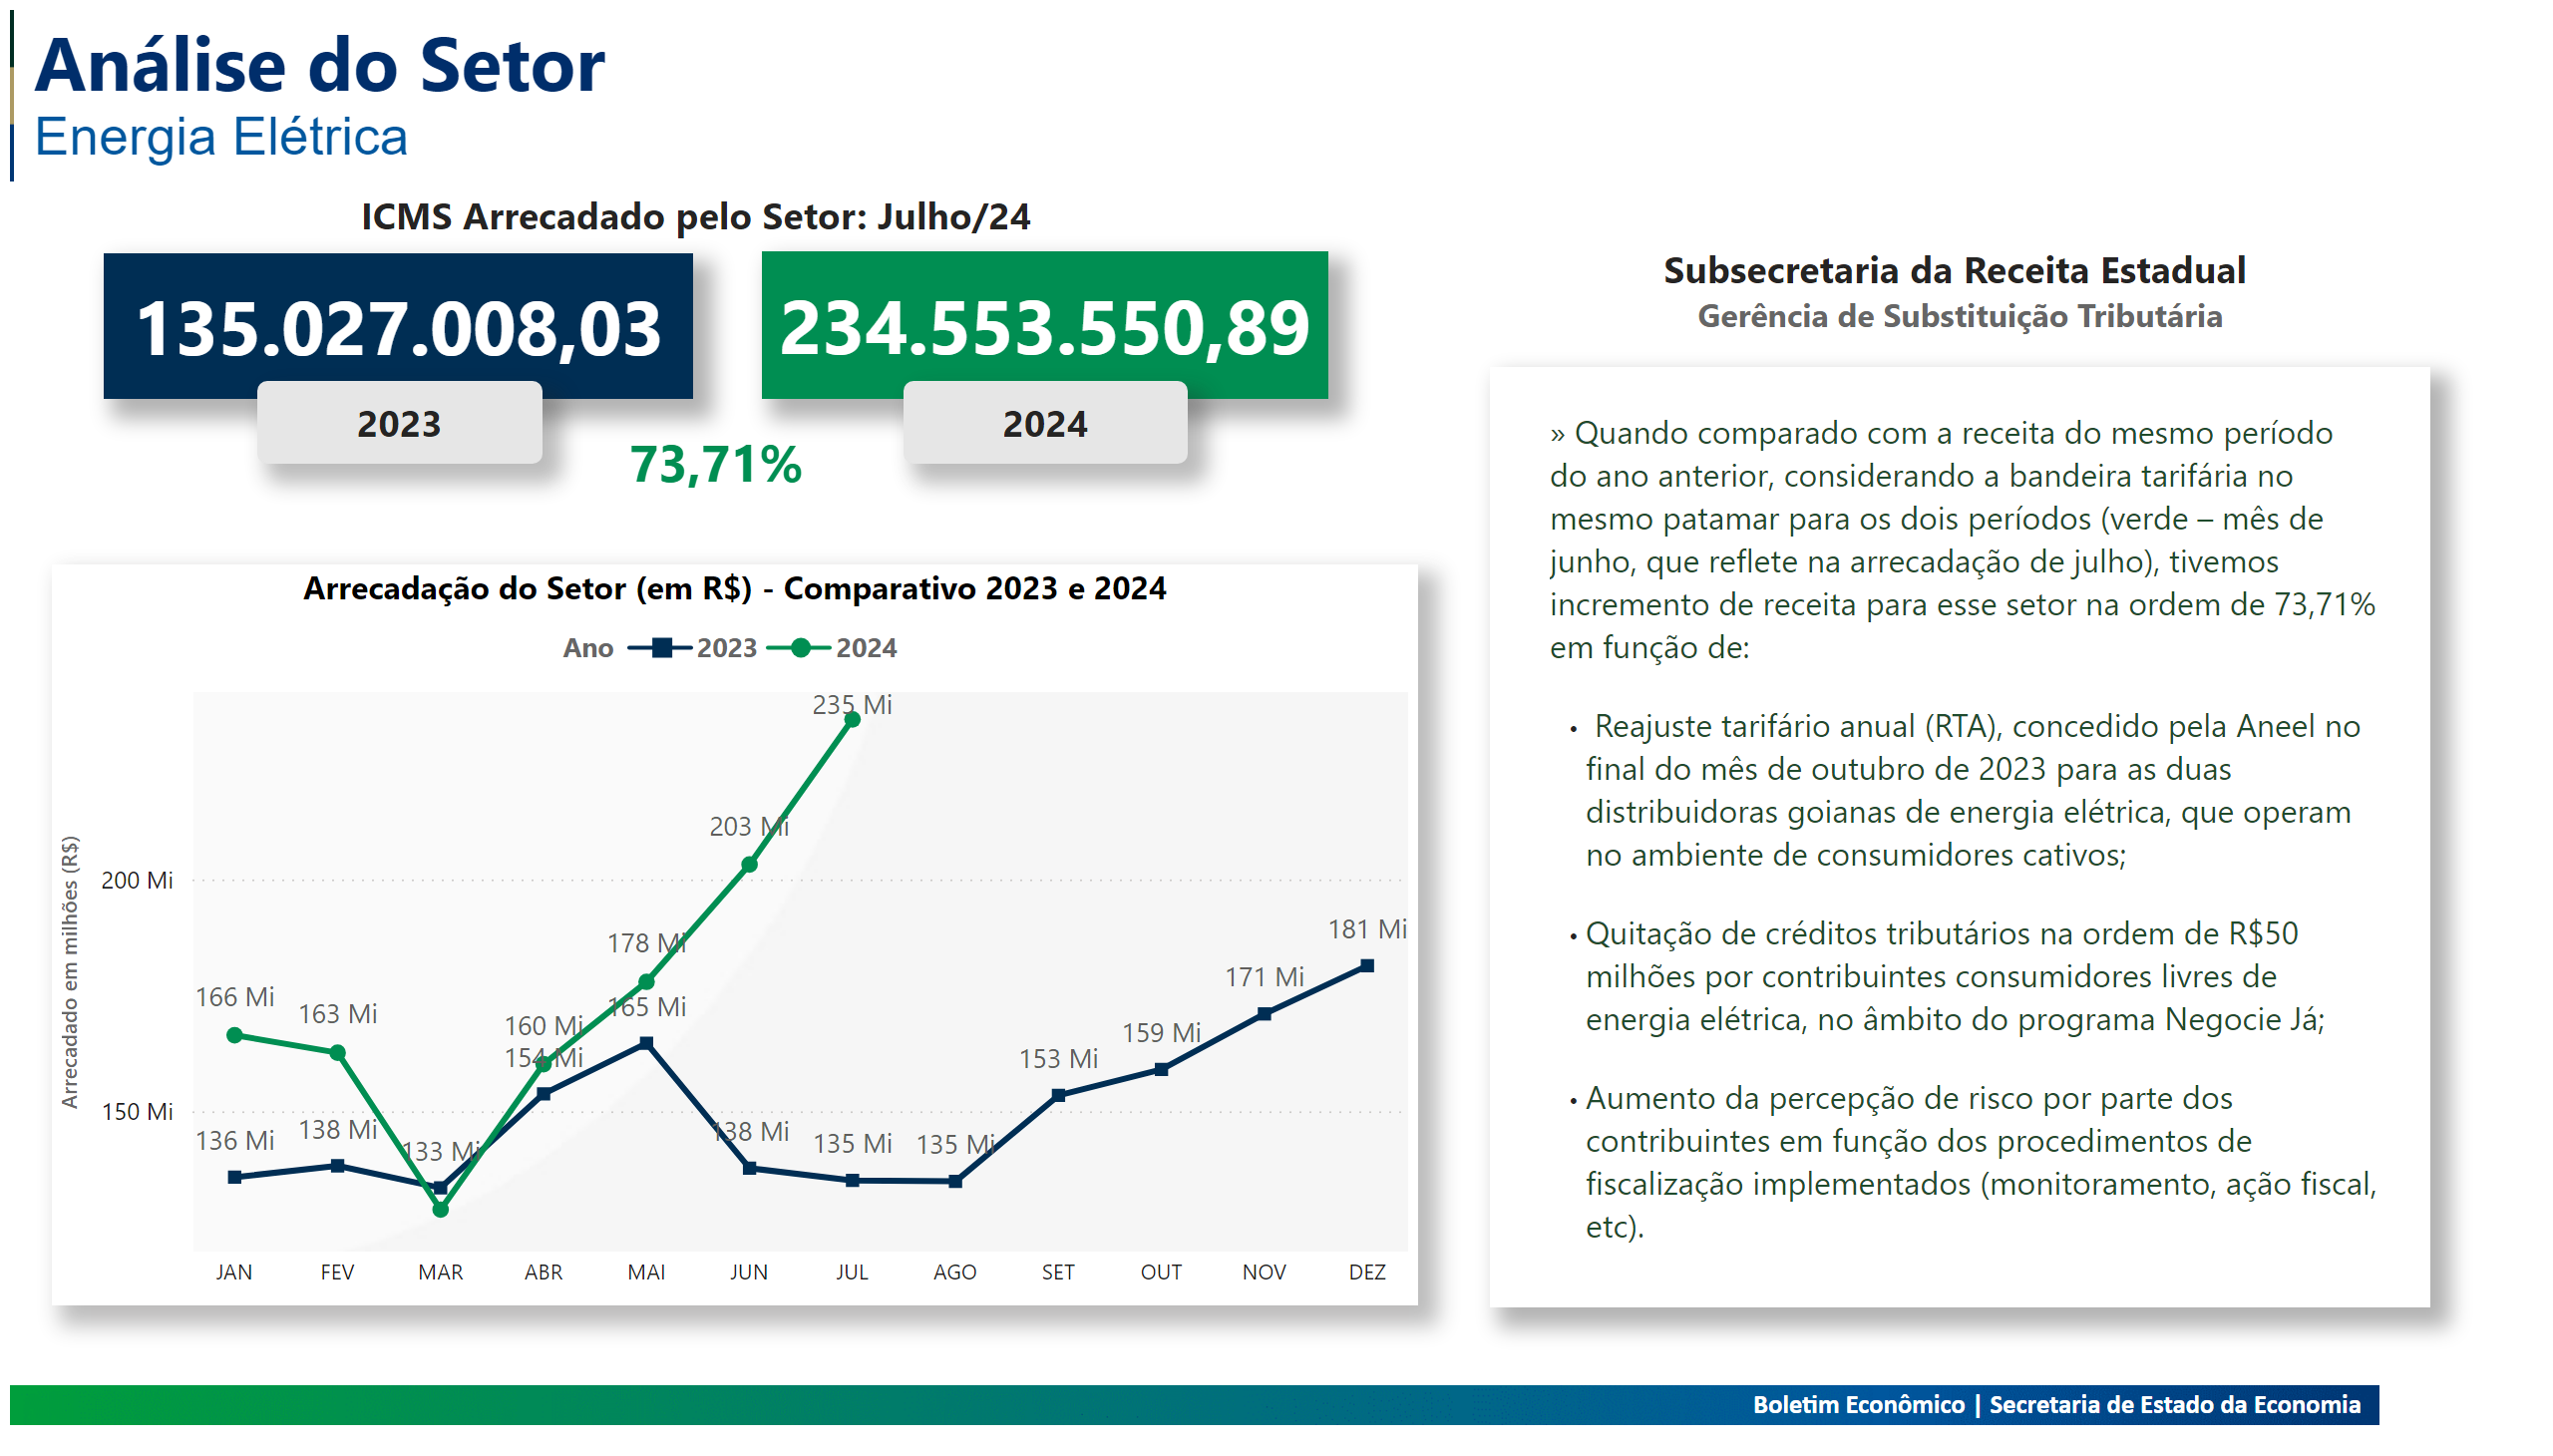 Análise do Setor
Energia Elétrica
ICMS Arrecadado pelo Setor: Julho/24
135.027.008,03
234.553.550,89
2023
2024
73,71%
Arrecadação do Setor (em R$) - Comparativo 2023 e 2024
Ano 2023 2024
Arrecadado em milhões (R$)
200 Mi
150 Mi
235 Mi
203 Mi
178 Mi
166 Mi
163 Mi
160 Mi
181 Mi
171 Mi
165 Mi
159 Mi
154 Mi
153 Mi
136 Mi
138 Mi
133 Mi
138 Mi
135 Mi
135 Mi
JAN FEV MAR ABR MAI JUN JUL AGO SET OUT NOV DEZ
Subsecretaria da Receita Estadual
Gerência de Substituição Tributária
» Quando comparado com a receita do mesmo período
do ano anterior, considerando a bandeira tarifária no
mesmo patamar para os dois períodos (verde – mês de
junho, que reflete na arrecadação de julho), tivemos
incremento de receita para esse setor na ordem de 73,71%
em função de:
• Reajuste tarifário anual (RTA), concedido pela Aneel no
final do mês de outubro de 2023 para as duas
distribuidoras goianas de energia elétrica, que operam
no ambiente de consumidores cativos;
• Quitação de créditos tributários na ordem de R$50
milhões por contribuintes consumidores livres de
energia elétrica, no âmbito do programa Negocie Já;
• Aumento da percepção de risco por parte dos
contribuintes em função dos procedimentos de
fiscalização implementados (monitoramento, ação fiscal,
etc).
Boletim Econômico | Secretaria de Estado da Economia